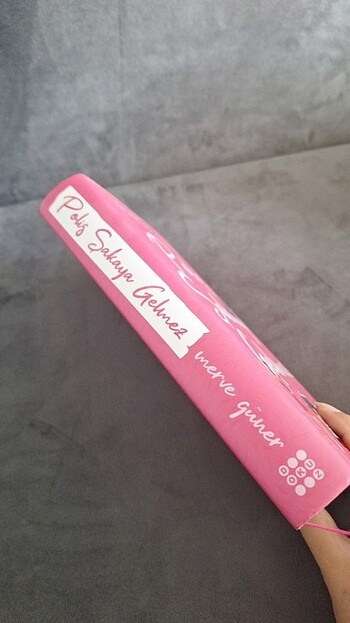 Polis Şakaya Gelmez
merve güner